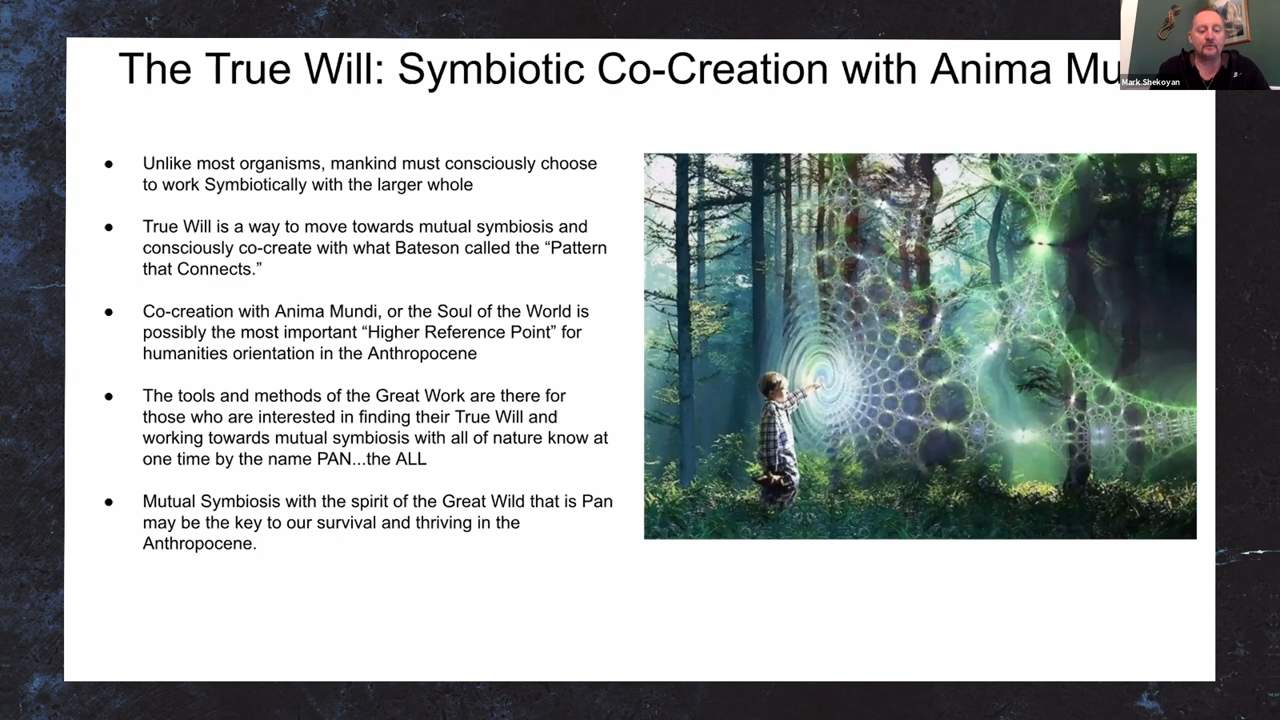 The True Will: Symbiotic Co-Creation with Anima
Mark Shekoyan
● Unlike most organisms, mankind must consciously choose
to work Symbiotically with the larger whole
● True Will is a way to move towards mutual symbiosis and
consciously co-create with what Bateson called the “Pattern
that Connects.”
● Co-creation with Anima Mundi, or the Soul of the World is
possibly the most important “Higher Reference Point” for
humanities orientation in the Anthropocene
● The tools and methods of the Great Work are there for
those who are interested in finding their True Will and
working towards mutual symbiosis with all of nature know at
one time by the name PAN...the ALL
● Mutual Symbiosis with the spirit of the Great Wild that is Pan
may be the key to our survival and thriving in the
Anthropocene.